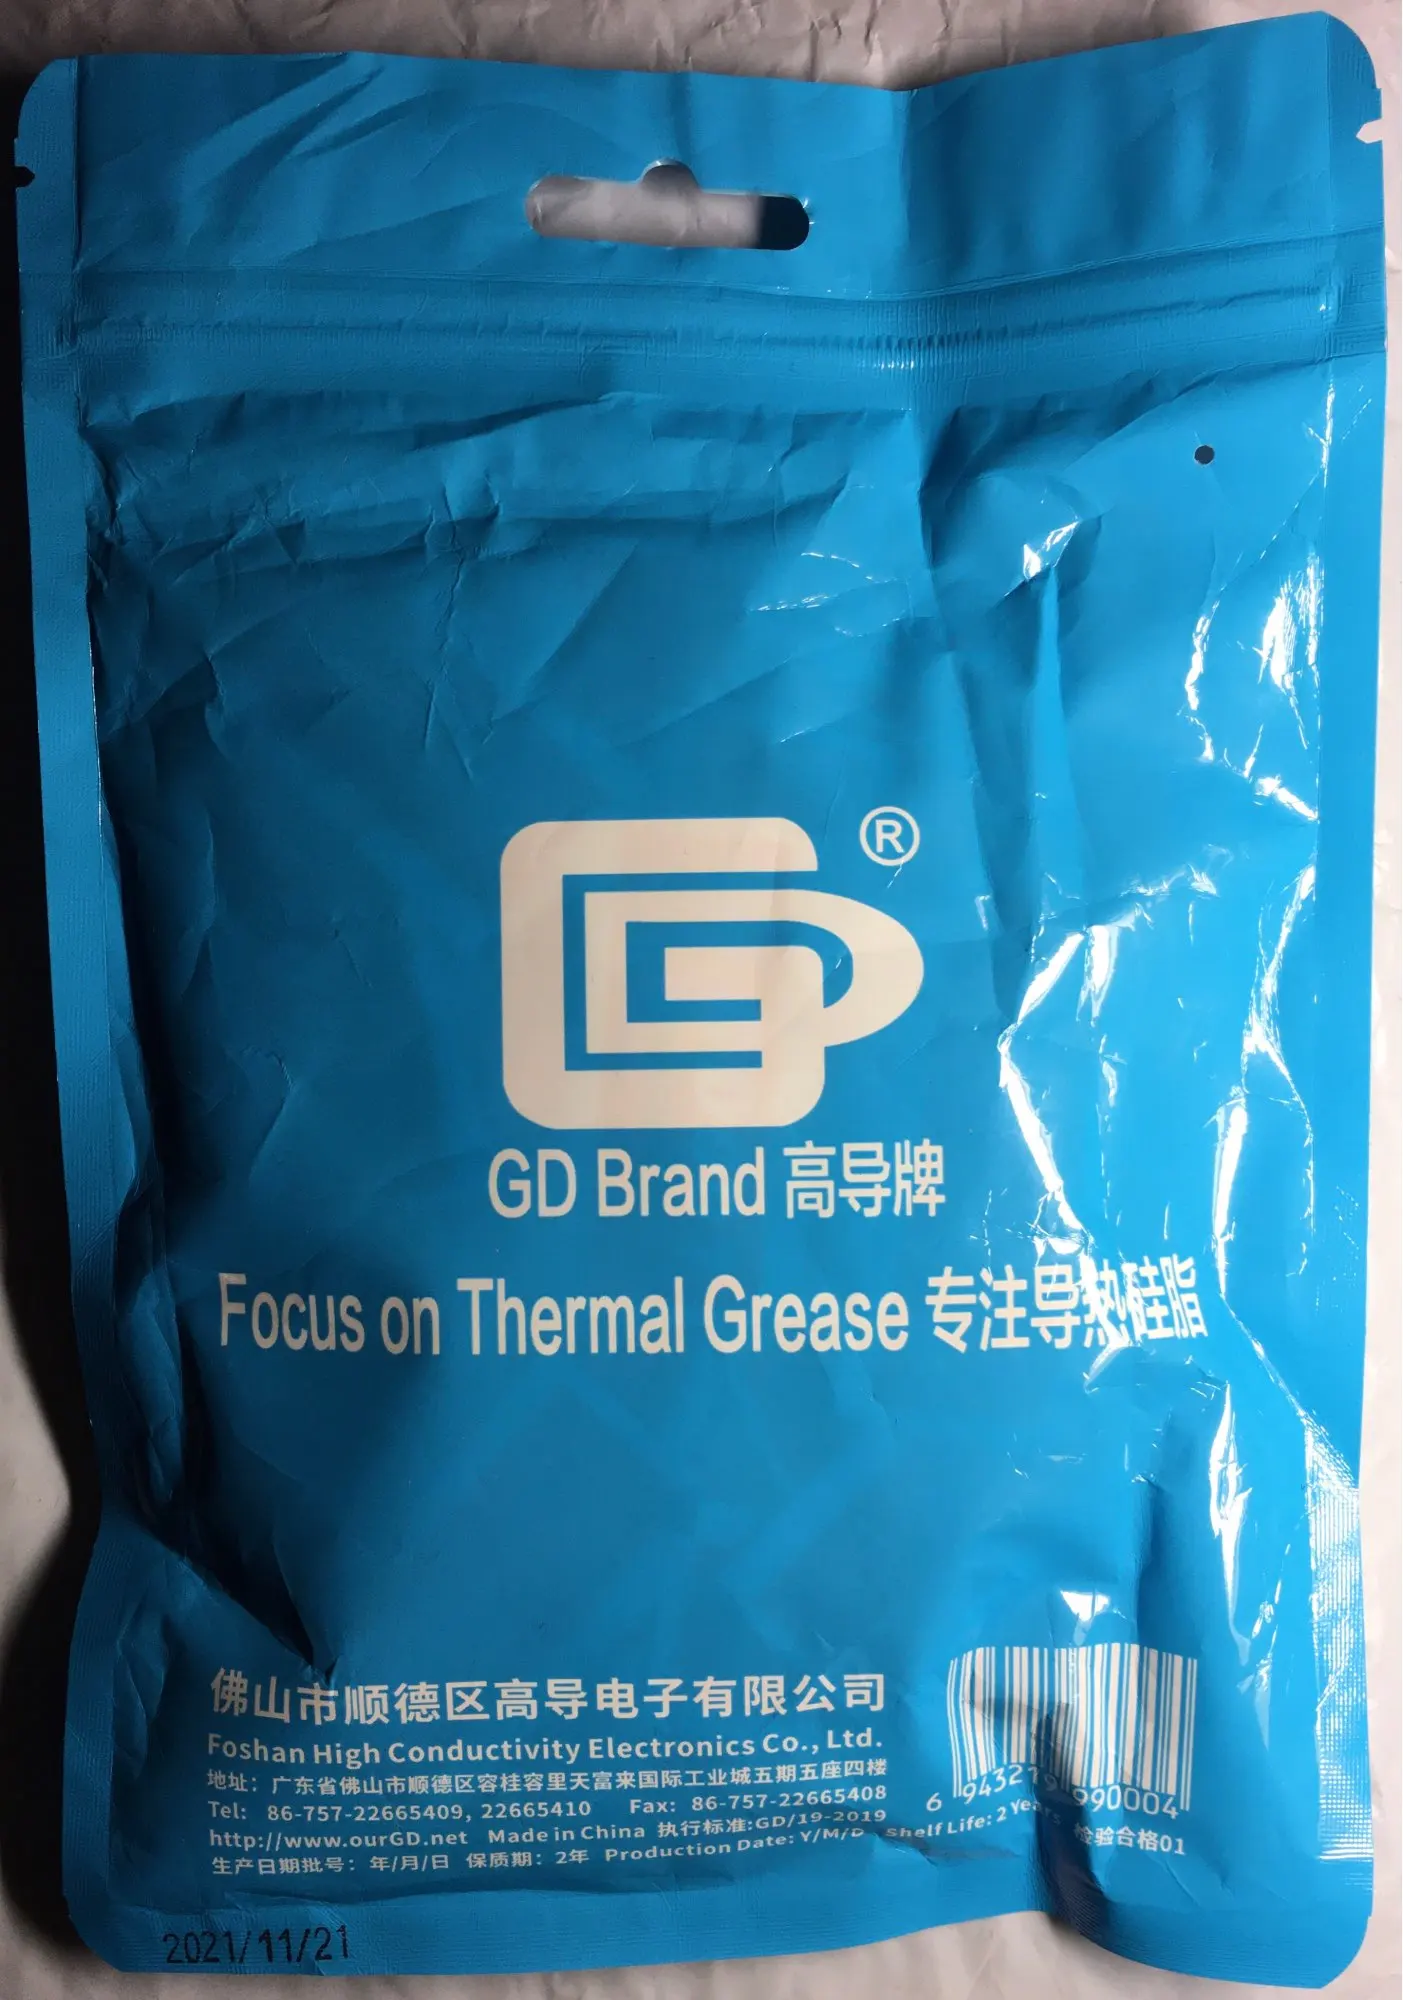 ®
GD Brand 高导牌
Focus on Thermal Grease 专注导热硅脂
佛山市顺德区高导电子有限公司
Foshan High Conductivity Electronics Co., Ltd.
地址：广东省佛山市顺德区容桂容里天富来国际工业城五期五座四楼
Tel: 86-757-22665409, 22665410 Fax: 86-757-22665408
http://www.ourGD.net Made in China 执行标准:GD/19-2019
生产日期批号：年/月/日 保质期：2年 Production Date: Y/M/D Shelf Life: 2 Years 检验合格01
6 943219 990004
2021/11/21